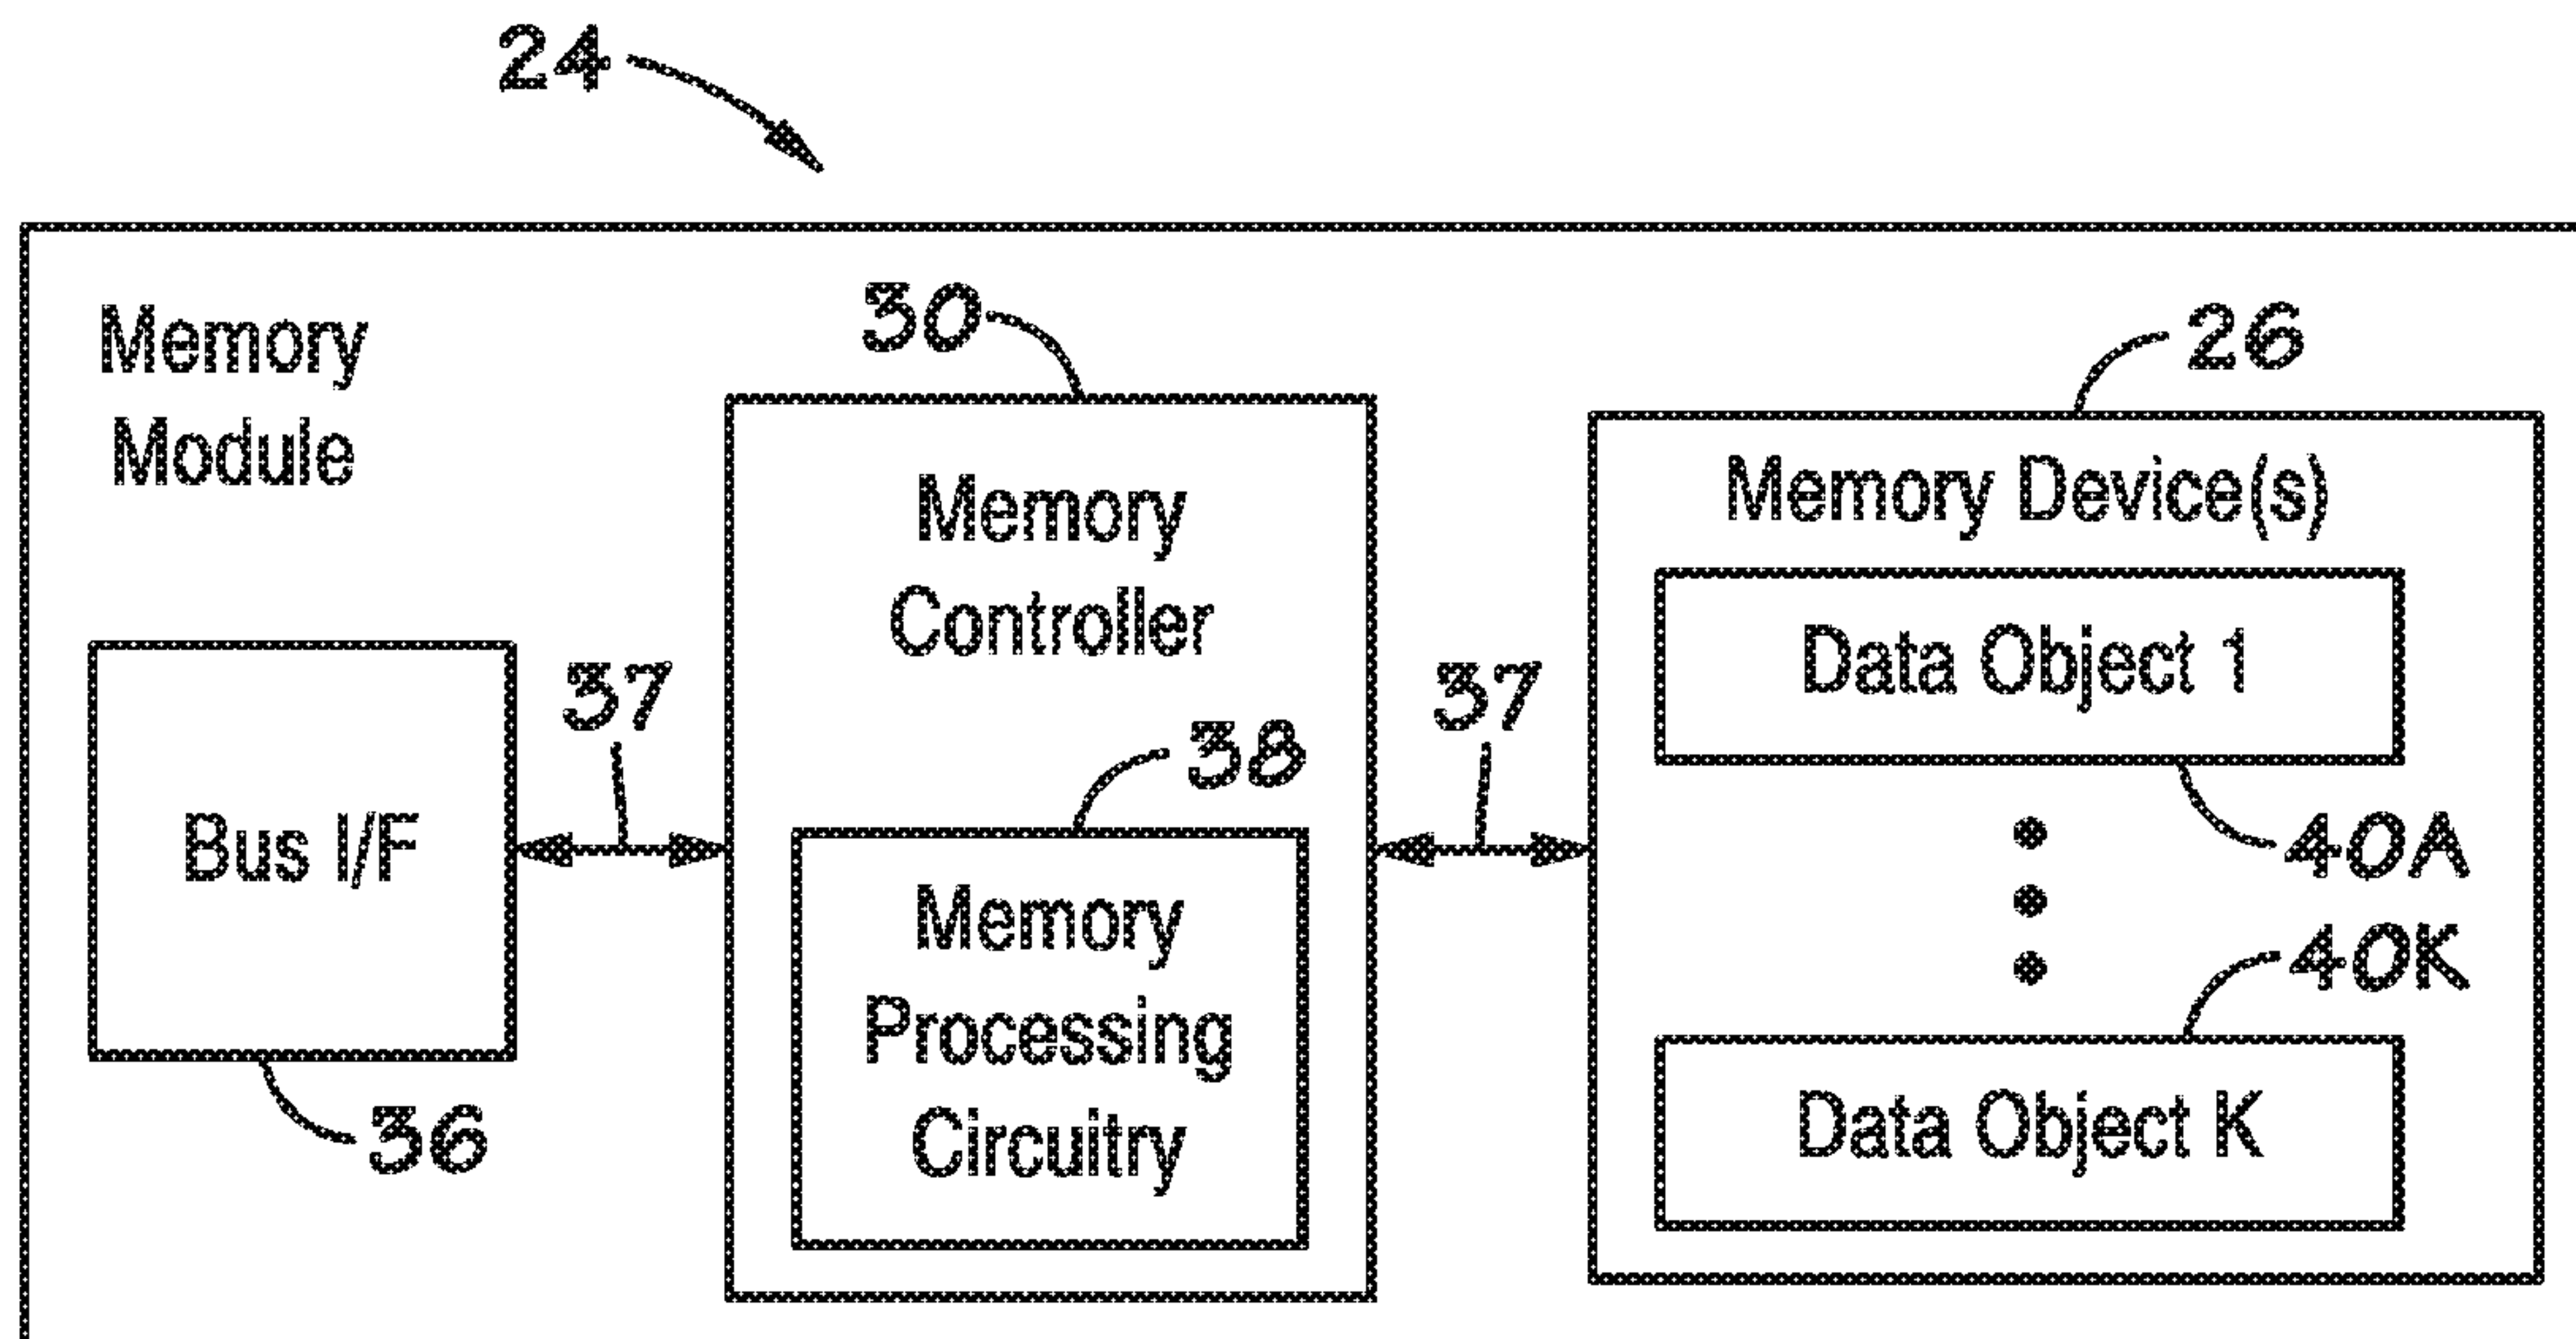 24
Memory
Module
30
26
Memory
Controller
Memory Device(s)
Data Object 1
37
37
38
Bus I/F
40A
Memory
Processing
Circuitry
40K
Data Object K
36